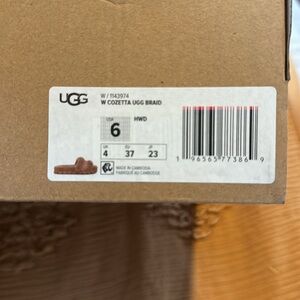 UGG
W / 1143974
W COZETTA UGG BRAID
USA
6
HWD
UK EU JP
4 37 23
MADE IN CAMBODIA
FABRIQUÉ AU CAMBODGE
1 96565 77386 9